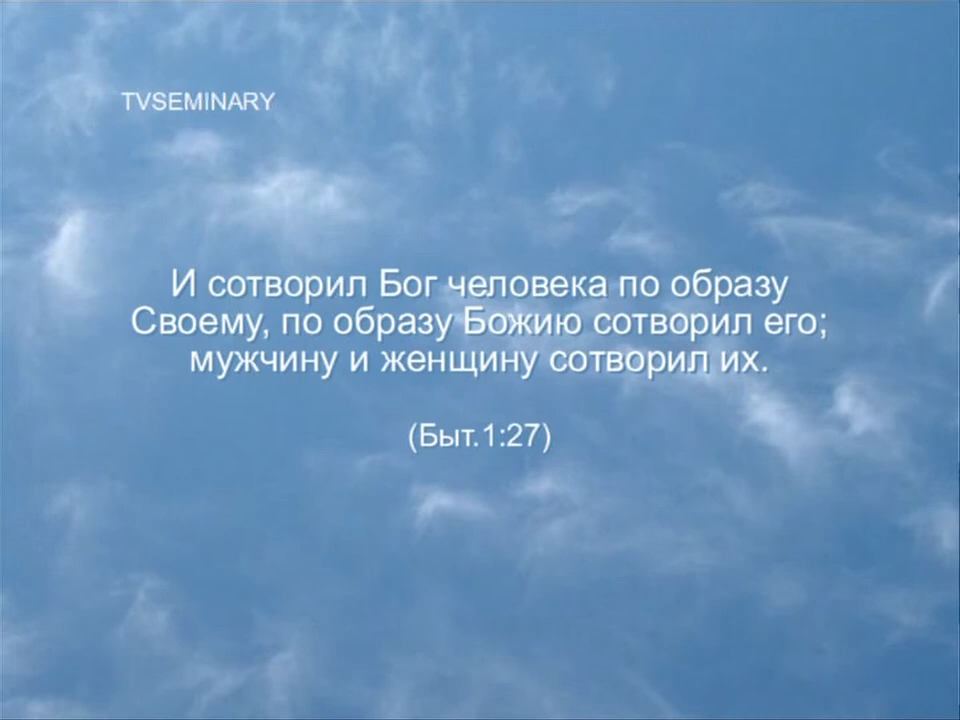 TVSEMINARY
И сотворил Бог человека по образу
Своему, по образу Божию сотворил его;
мужчину и женщину сотворил их.
(Быт.1:27)